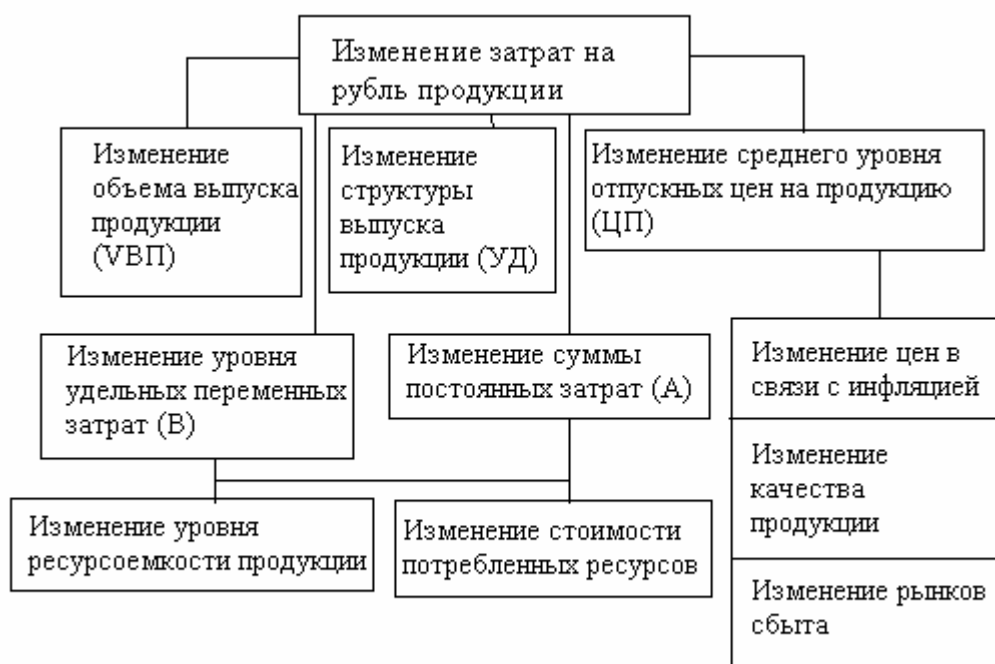 Изменение затрат на
рубль продукции
Изменение
объема выпуска
продукции
(VВП)
Изменение
структуры
выпуска
продукции (УД)
Изменение среднего уровня
отпускных цен на продукцию
(ЦП)
Изменение уровня
удельных переменных
затрат (В)
Изменение суммы
постоянных затрат (А)
Изменение цен в
связи с инфляцией
Изменение
качества
продукции
Изменение рынков
сбыта
Изменение уровня
ресурсоемкости продукции
Изменение стоимости
потребленных ресурсов